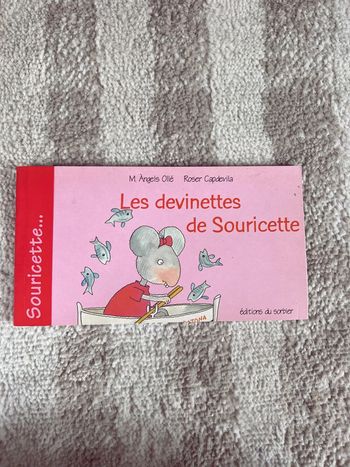 Souricette...
M. Àngels Ollé Roser Capdevila
Les devinettes
de Souricette
éditions du sorbier